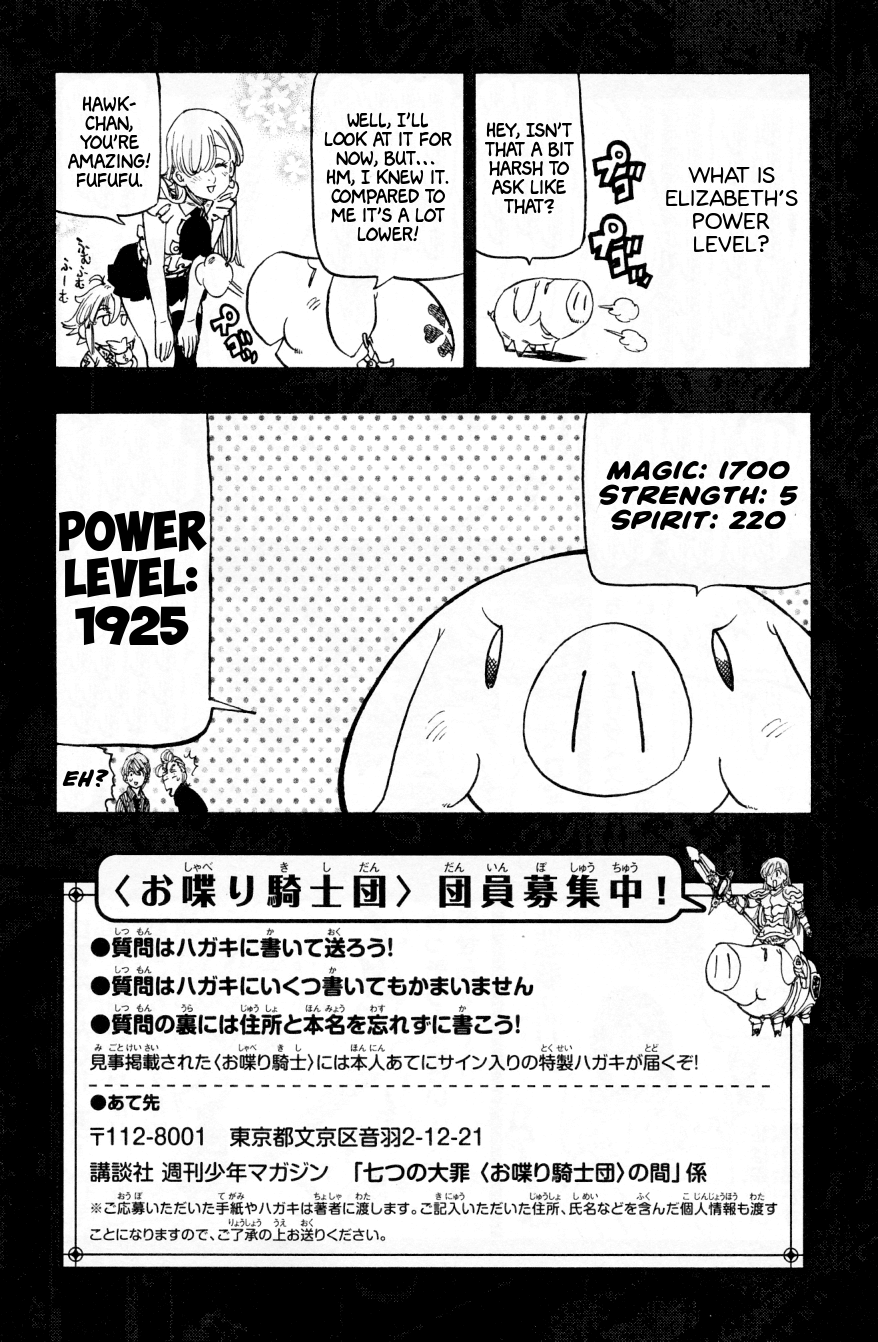 WHAT IS
ELIZABETH'S
POWER
LEVEL?
HEY, ISN'T
THAT A BIT
HARSH TO
ASK LIKE
THAT?
プゴ
プゴッ
WELL, I'LL
LOOK AT IT FOR
NOW, BUT...
HM, I KNEW IT.
COMPARED TO
ME IT'S A LOT
LOWER!
HAWK-
CHAN,
YOU'RE
AMAZING!
FUFUFU.
ふむふむ
ふーむ
MAGIC: 1700
STRENGTH: 5
SPIRIT: 220
POWER
LEVEL:
1925
EH?
〈お喋り騎士団〉団員募集中!
●質問はハガキに書いて送ろう!
●質問はハガキにいくつ書いてもかまいません
●質問の裏には住所と本名を忘れずに書こう!
見事掲載された〈お喋り騎士〉には本人あてにサイン入りの特製ハガキが届くぞ!
●あて先
〒112-8001 東京都文京区音羽2-12-21
講談社 週刊少年マガジン 「七つの大罪〈お喋り騎士団〉の間」係
※ご応募いただいた手紙やハガキは著者に渡します。ご記入いただいた住所、氏名などを含んだ個人情報も渡す
ことになりますので、ご了承の上お送りください。